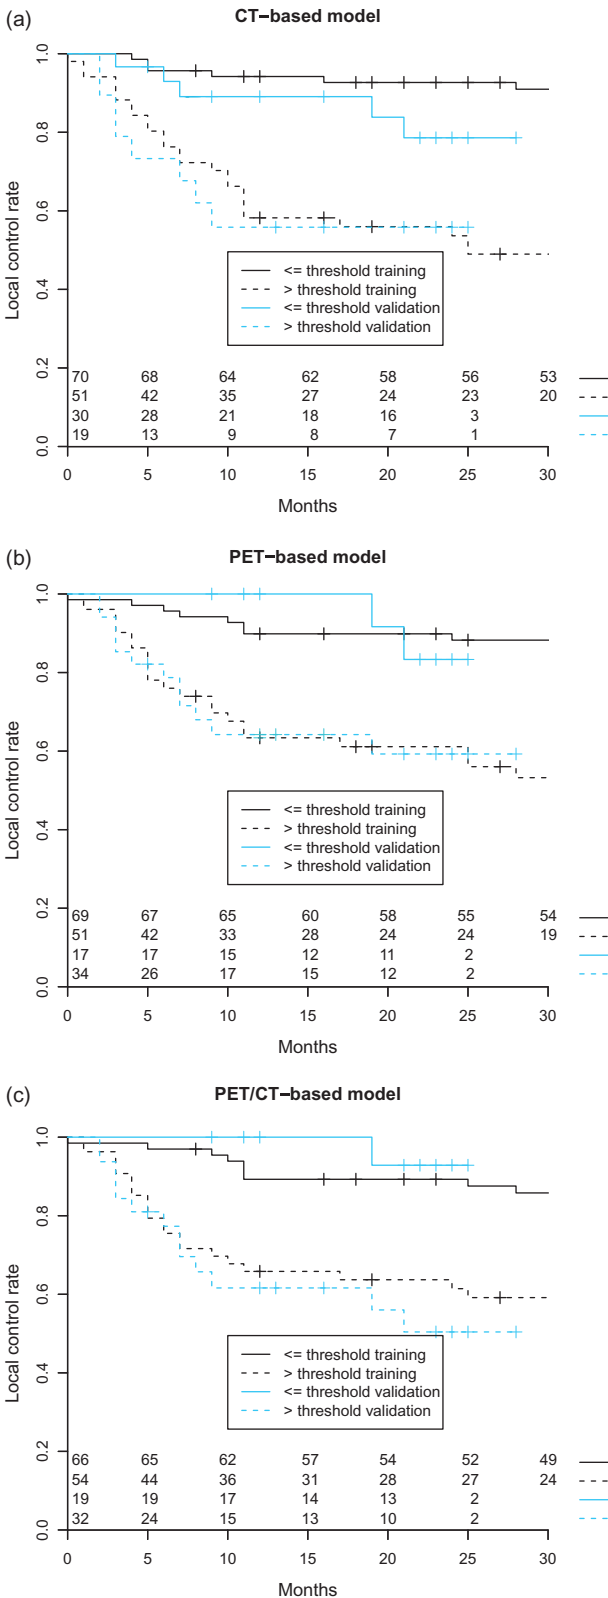 (a)
CT−based model
Local control rate
1.0
0.8
0.6
0.4
0.2
0.0
<= threshold training
> threshold training
<= threshold validation
> threshold validation
70 68 64 62 58 56 53
51 42 35 27 24 23 20
30 28 21 18 16 3
19 13 9 8 7 1
0 5 10 15 20 25 30
Months
(b)
PET−based model
Local control rate
1.0
0.8
0.6
0.4
0.2
0.0
<= threshold training
> threshold training
<= threshold validation
> threshold validation
69 67 65 60 58 55 54
51 42 33 28 24 24 19
17 17 15 12 11 2
34 26 17 15 12 2
0 5 10 15 20 25 30
Months
(c)
PET/CT−based model
Local control rate
1.0
0.8
0.6
0.4
0.2
0.0
<= threshold training
> threshold training
<= threshold validation
> threshold validation
66 65 62 57 54 52 49
54 44 36 31 28 27 24
19 19 17 14 13 2
32 24 15 13 10 2
0 5 10 15 20 25 30
Months